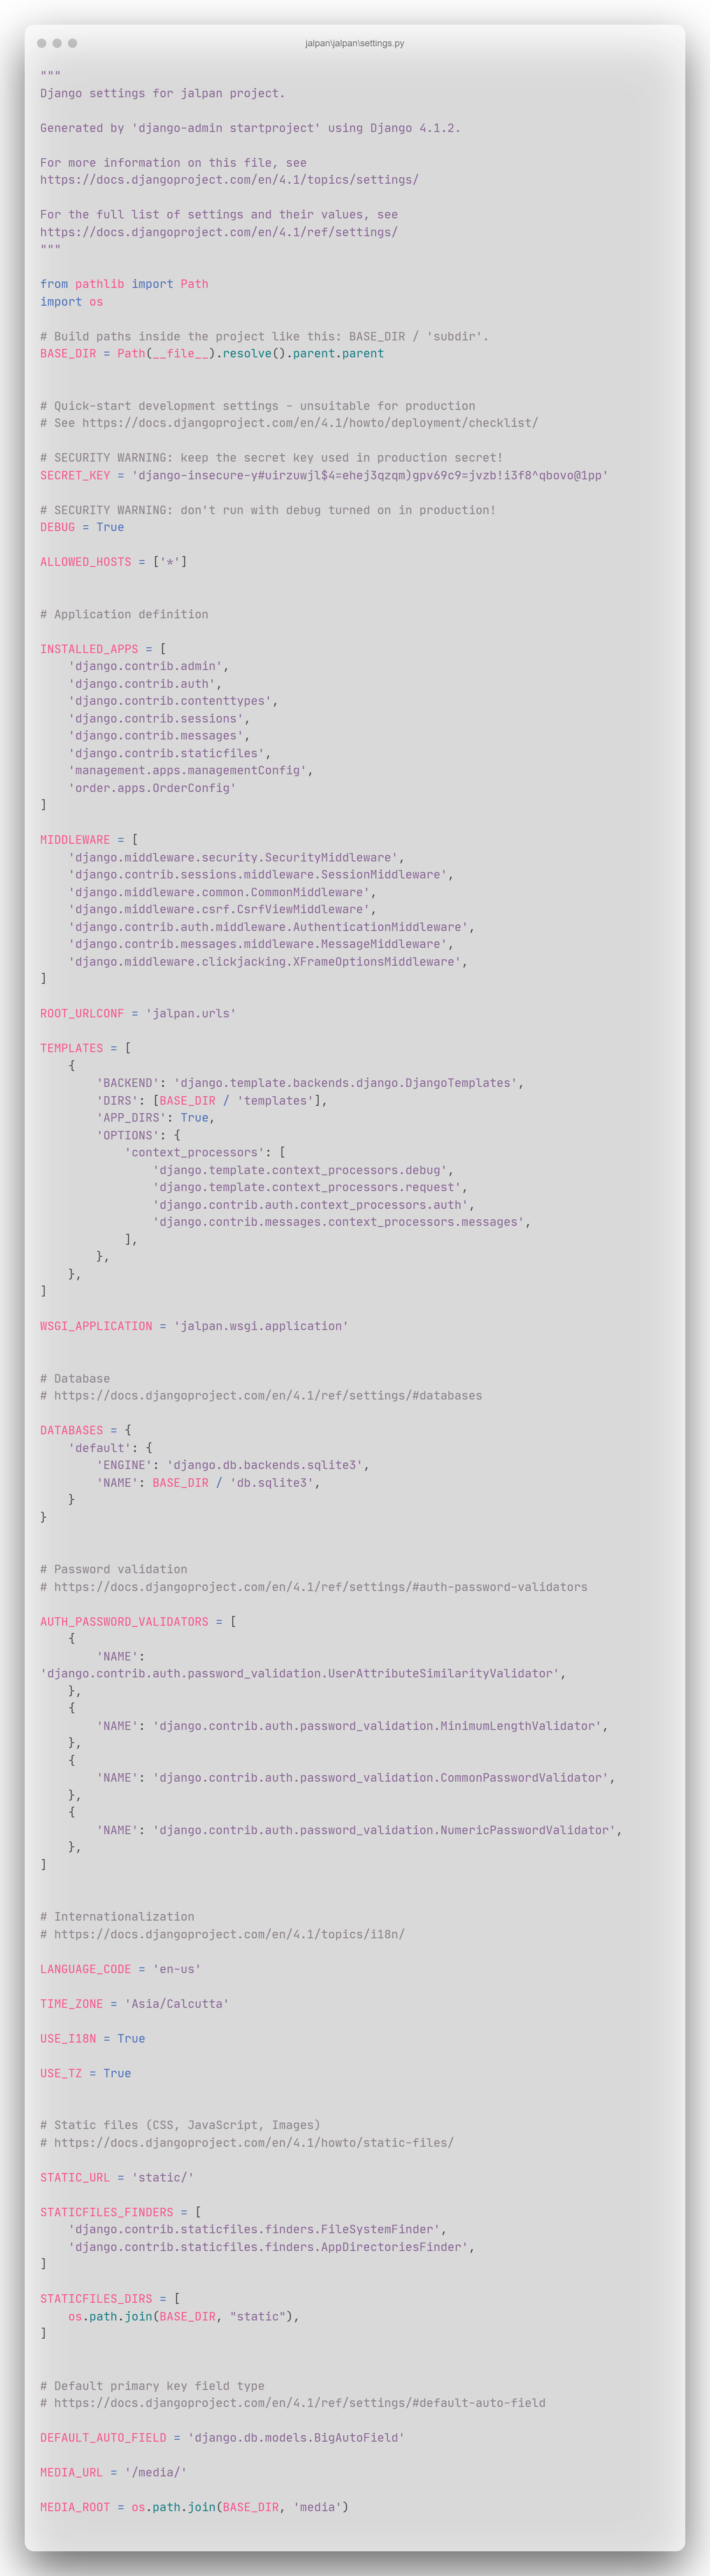 jalpan\jalpan\settings.py
"""
Django settings for jalpan project.

Generated by 'django-admin startproject' using Django 4.1.2.

For more information on this file, see
https://docs.djangoproject.com/en/4.1/topics/settings/

For the full list of settings and their values, see
https://docs.djangoproject.com/en/4.1/ref/settings/
"""

from pathlib import Path
import os

# Build paths inside the project like this: BASE_DIR / 'subdir'.
BASE_DIR = Path(__file__).resolve().parent.parent


# Quick-start development settings - unsuitable for production
# See https://docs.djangoproject.com/en/4.1/howto/deployment/checklist/

# SECURITY WARNING: keep the secret key used in production secret!
SECRET_KEY = 'django-insecure-y#uirzuwjl$4=ehej3qzqm)gpv69c9=jvzb!i3f8^qbovo@1pp'

# SECURITY WARNING: don't run with debug turned on in production!
DEBUG = True

ALLOWED_HOSTS = ['*']


# Application definition

INSTALLED_APPS = [
    'django.contrib.admin',
    'django.contrib.auth',
    'django.contrib.contenttypes',
    'django.contrib.sessions',
    'django.contrib.messages',
    'django.contrib.staticfiles',
    'management.apps.managementConfig',
    'order.apps.OrderConfig'
]

MIDDLEWARE = [
    'django.middleware.security.SecurityMiddleware',
    'django.contrib.sessions.middleware.SessionMiddleware',
    'django.middleware.common.CommonMiddleware',
    'django.middleware.csrf.CsrfViewMiddleware',
    'django.contrib.auth.middleware.AuthenticationMiddleware',
    'django.contrib.messages.middleware.MessageMiddleware',
    'django.middleware.clickjacking.XFrameOptionsMiddleware',
]

ROOT_URLCONF = 'jalpan.urls'

TEMPLATES = [
    {
        'BACKEND': 'django.template.backends.django.DjangoTemplates',
        'DIRS': [BASE_DIR / 'templates'],
        'APP_DIRS': True,
        'OPTIONS': {
            'context_processors': [
                'django.template.context_processors.debug',
                'django.template.context_processors.request',
                'django.contrib.auth.context_processors.auth',
                'django.contrib.messages.context_processors.messages',
            ],
        },
    },
]

WSGI_APPLICATION = 'jalpan.wsgi.application'


# Database
# https://docs.djangoproject.com/en/4.1/ref/settings/#databases

DATABASES = {
    'default': {
        'ENGINE': 'django.db.backends.sqlite3',
        'NAME': BASE_DIR / 'db.sqlite3',
    }
}


# Password validation
# https://docs.djangoproject.com/en/4.1/ref/settings/#auth-password-validators

AUTH_PASSWORD_VALIDATORS = [
    {
        'NAME':
'django.contrib.auth.password_validation.UserAttributeSimilarityValidator',
    },
    {
        'NAME': 'django.contrib.auth.password_validation.MinimumLengthValidator',
    },
    {
        'NAME': 'django.contrib.auth.password_validation.CommonPasswordValidator',
    },
    {
        'NAME': 'django.contrib.auth.password_validation.NumericPasswordValidator',
    },
]


# Internationalization
# https://docs.djangoproject.com/en/4.1/topics/i18n/

LANGUAGE_CODE = 'en-us'

TIME_ZONE = 'Asia/Calcutta'

USE_I18N = True

USE_TZ = True


# Static files (CSS, JavaScript, Images)
# https://docs.djangoproject.com/en/4.1/howto/static-files/

STATIC_URL = 'static/'

STATICFILES_FINDERS = [
    'django.contrib.staticfiles.finders.FileSystemFinder',
    'django.contrib.staticfiles.finders.AppDirectoriesFinder',
]

STATICFILES_DIRS = [
    os.path.join(BASE_DIR, "static"),
]


# Default primary key field type
# https://docs.djangoproject.com/en/4.1/ref/settings/#default-auto-field

DEFAULT_AUTO_FIELD = 'django.db.models.BigAutoField'

MEDIA_URL = '/media/'

MEDIA_ROOT = os.path.join(BASE_DIR, 'media')